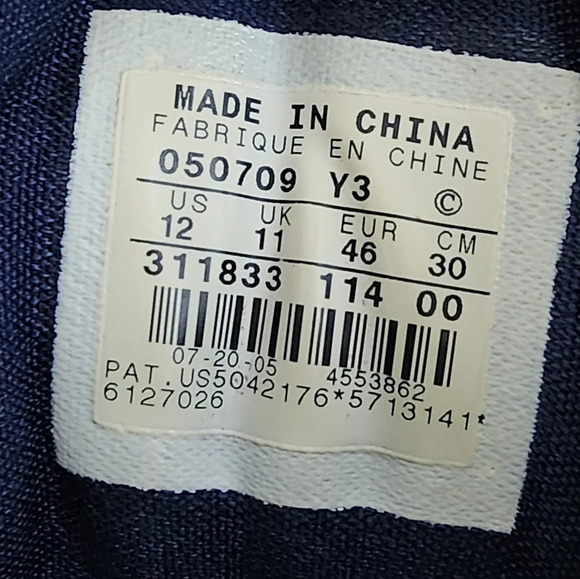 MADE IN CHINA
FABRIQUE EN CHINE
050709 Y3 ©
US UK EUR CM
12 11 46 30
311833 114 00
07-20-05 4553862
PAT.US5042176*5713141*
6127026